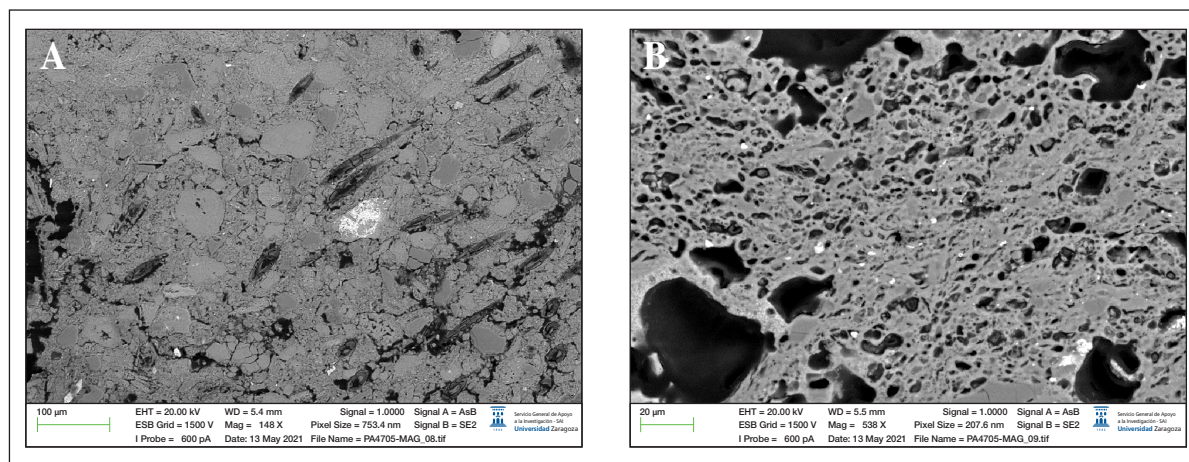 A
100 µm
EHT = 20.00 kV WD = 5.4 mm Signal = 1.0000 Signal A = AsB
ESB Grid = 1500 V Mag = 148 X Pixel Size = 753.4 nm Signal B = SE2
I Probe = 600 pA Date: 13 May 2021 File Name = PA4705-MAG_08.tif
Servicio General de Apoyo
a la Investigación - SAI
Universidad Zaragoza
B
20 µm
EHT = 20.00 kV WD = 5.5 mm Signal = 1.0000 Signal A = AsB
ESB Grid = 1500 V Mag = 538 X Pixel Size = 207.6 nm Signal B = SE2
I Probe = 600 pA Date: 13 May 2021 File Name = PA4705-MAG_09.tif
Servicio General de Apoyo
a la Investigación - SAI
Universidad Zaragoza